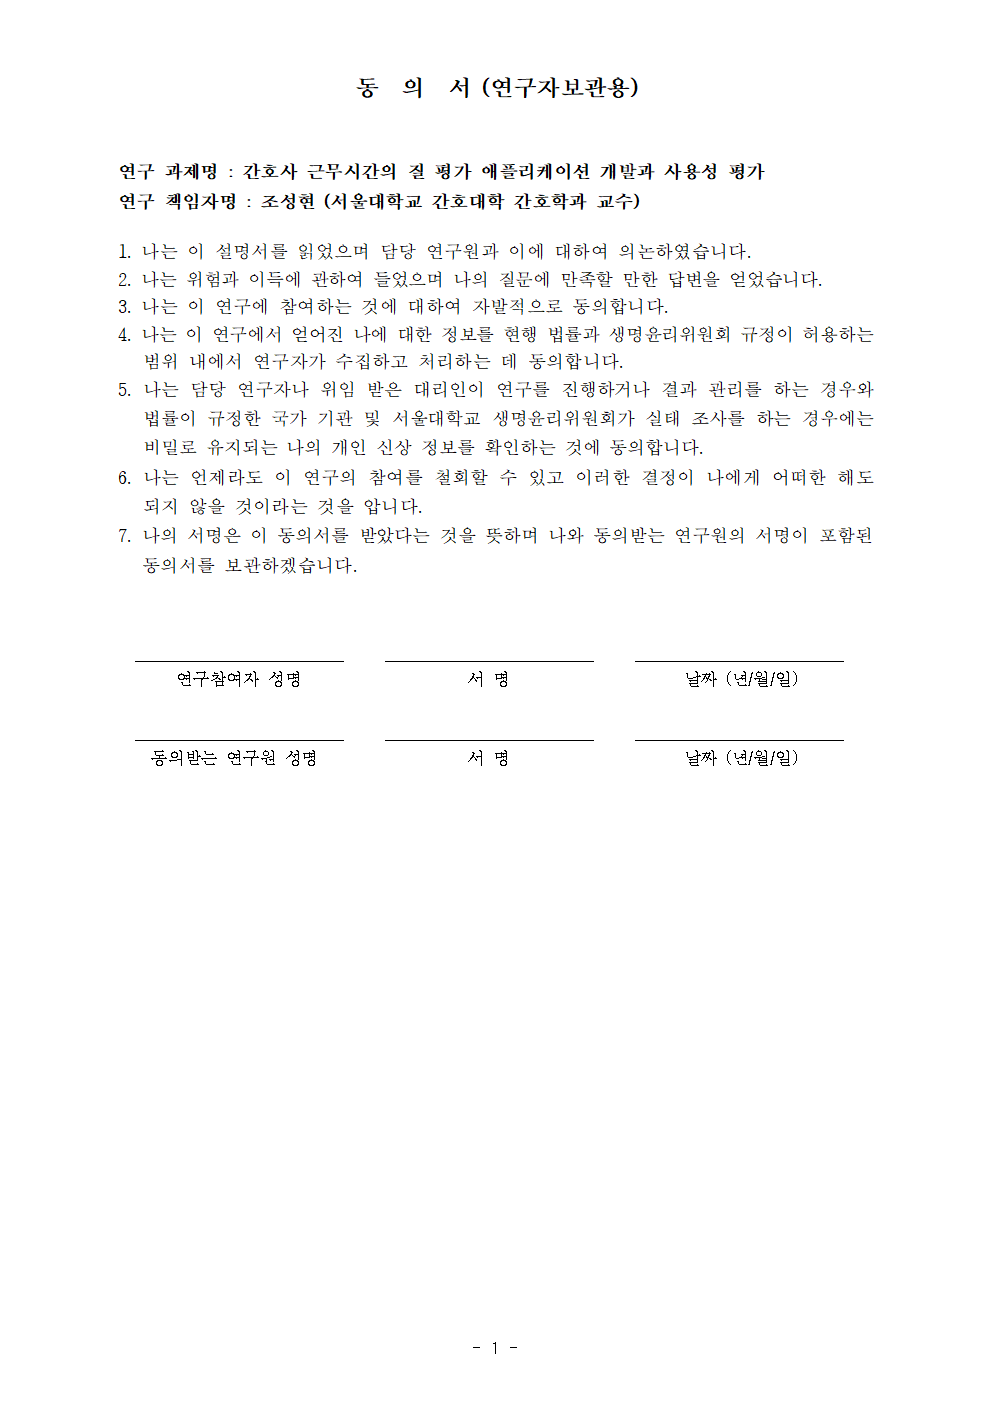 동 의 서 (연구자보관용)
연구 과제명 : 간호사 근무시간의 질 평가 애플리케이션 개발과 사용성 평가
연구 책임자명 : 조성현 (서울대학교 간호대학 간호학과 교수)
1. 나는 이 설명서를 읽었으며 담당 연구원과 이에 대하여 의논하였습니다.
2. 나는 위험과 이득에 관하여 들었으며 나의 질문에 만족할 만한 답변을 얻었습니다.
3. 나는 이 연구에 참여하는 것에 대하여 자발적으로 동의합니다.
4. 나는 이 연구에서 얻어진 나에 대한 정보를 현행 법률과 생명윤리위원회 규정이 허용하는
범위 내에서 연구자가 수집하고 처리하는 데 동의합니다.
5. 나는 담당 연구자나 위임 받은 대리인이 연구를 진행하거나 결과 관리를 하는 경우와
법률이 규정한 국가 기관 및 서울대학교 생명윤리위원회가 실태 조사를 하는 경우에는
비밀로 유지되는 나의 개인 신상 정보를 확인하는 것에 동의합니다.
6. 나는 언제라도 이 연구의 참여를 철회할 수 있고 이러한 결정이 나에게 어떠한 해도
되지 않을 것이라는 것을 압니다.
7. 나의 서명은 이 동의서를 받았다는 것을 뜻하며 나와 동의받는 연구원의 서명이 포함된
동의서를 보관하겠습니다.
연구참여자 성명 서 명 날짜 (년/월/일)
동의받는 연구원 성명 서 명 날짜 (년/월/일)
- 1 -